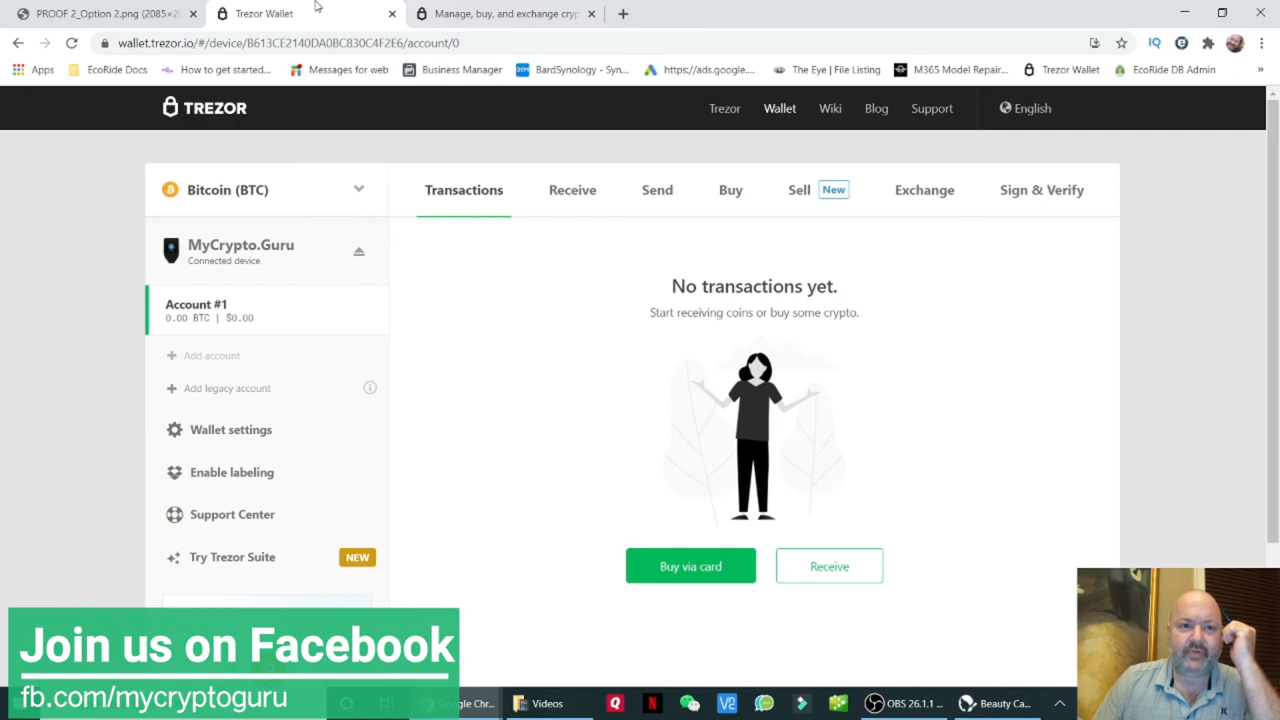 PROOF 2_Option 2.png (2085×20
Trezor Wallet
Manage, buy, and exchange cryp
wallet.trezor.io/#/device/B613CE2140DA0BC830C4F2E6/account/0
Apps
EcoRide Docs
How to get started...
Messages for web
Business Manager
BardSynology - Syn...
https://ads.google....
The Eye | File Listing
M365 Model Repair...
Trezor Wallet
EcoRide DB Admin
TREZOR
Trezor
Wallet
Wiki
Blog
Support
English
Bitcoin (BTC)
Transactions
Receive
Send
Buy
Sell New
Exchange
Sign & Verify
MyCrypto.Guru
Connected device
Account #1
0.00 BTC | $0.00
Add account
Add legacy account
Wallet settings
Enable labeling
Support Center
Try Trezor Suite NEW
No transactions yet.
Start receiving coins or buy some crypto.
Buy via card
Receive
Join us on Facebook
fb.com/mycryptoguru
Google Chr...
Videos
OBS 26.1.1 ...
Beauty Ca...